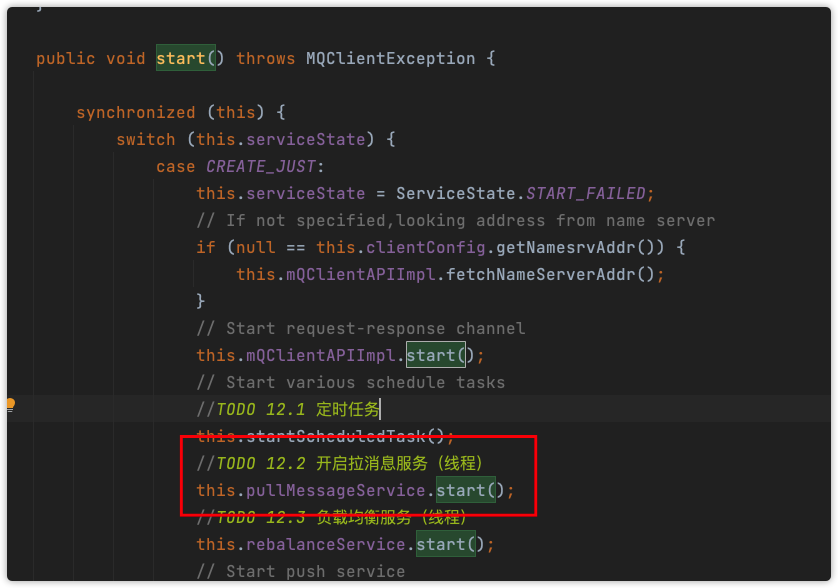 public void start() throws MQClientException {
synchronized (this) {
switch (this.serviceState) {
case CREATE_JUST:
this.serviceState = ServiceState.START_FAILED;
// If not specified,looking address from name server
if (null == this.clientConfig.getNamesrvAddr()) {
this.mQClientAPIImpl.fetchNameServerAddr();
}
// Start request-response channel
this.mQClientAPIImpl.start();
// Start various schedule tasks
//TODO 12.1 定时任务
this.startScheduledTask();
//TODO 12.2 开启拉消息服务（线程）
this.pullMessageService.start();
//TODO 12.3 负载均衡服务（线程）
this.rebalanceService.start();
// Start push service